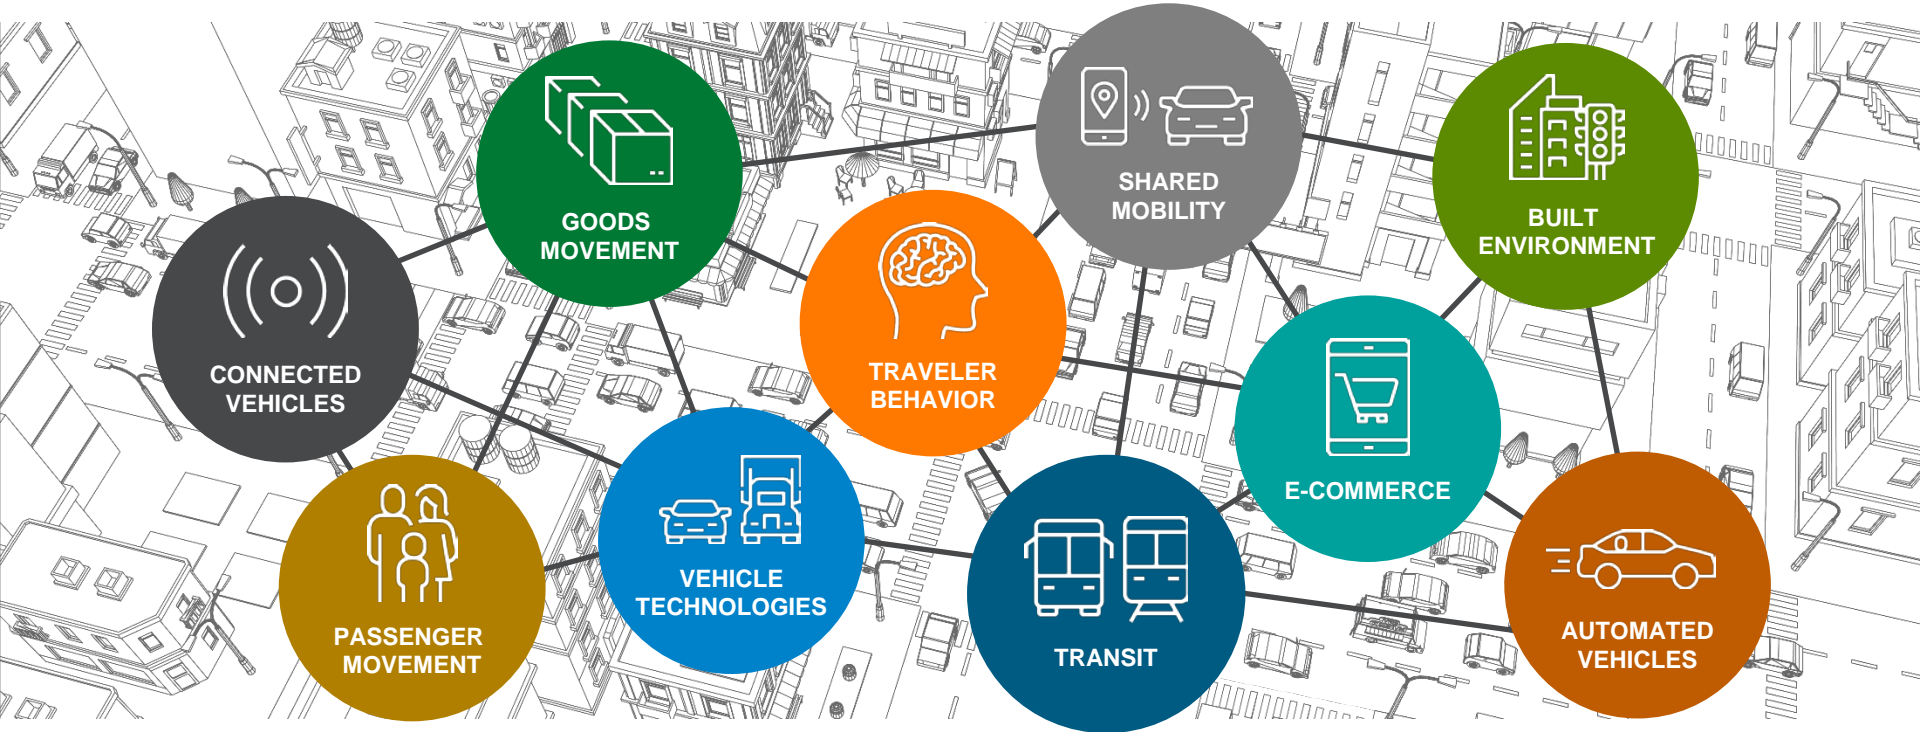 GOODS
MOVEMENT
SHARED
MOBILITY
BUILT
ENVIRONMENT
CONNECTED
VEHICLES
TRAVELER
BEHAVIOR
E-COMMERCE
PASSENGER
MOVEMENT
VEHICLE
TECHNOLOGIES
TRANSIT
AUTOMATED
VEHICLES